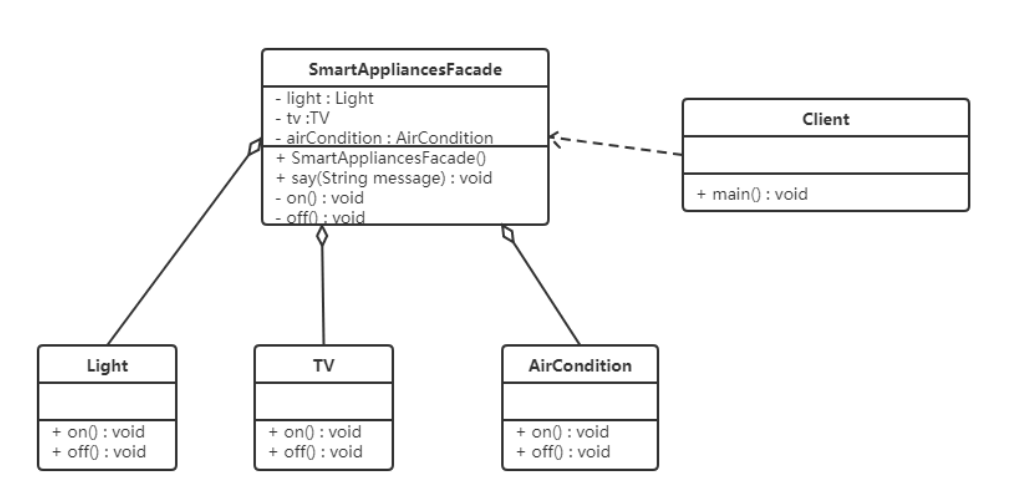 SmartAppliancesFacade
- light : Light
- tv :TV
- airCondition : AirCondition
+ SmartAppliancesFacade()
+ say(String message) : void
- on() : void
- off() : void
Client
+ main() : void
Light
+ on() : void
+ off() : void
TV
+ on() : void
+ off() : void
AirCondition
+ on() : void
+ off() : void